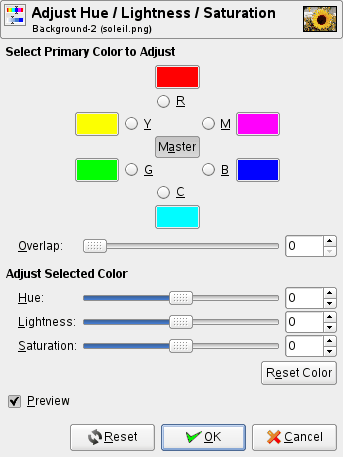 Adjust Hue / Lightness / Saturation
Background-2 (soleil.png)
Select Primary Color to Adjust
R
Y
M
Master
G
B
C
Overlap: 0
Adjust Selected Color
Hue: 0
Lightness: 0
Saturation: 0
Reset Color
Preview
Reset OK Cancel